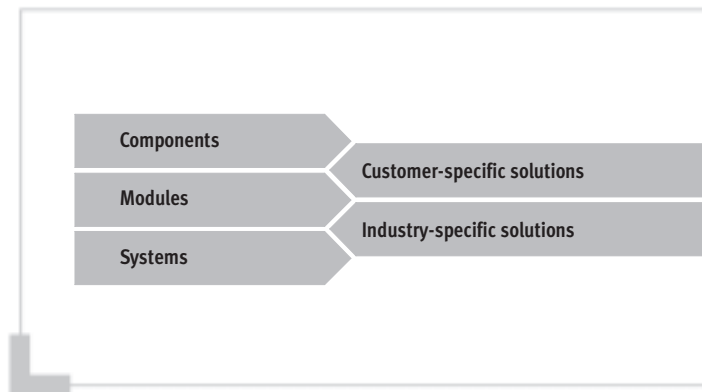 Components
Modules
Systems
Customer-specific solutions
Industry-specific solutions